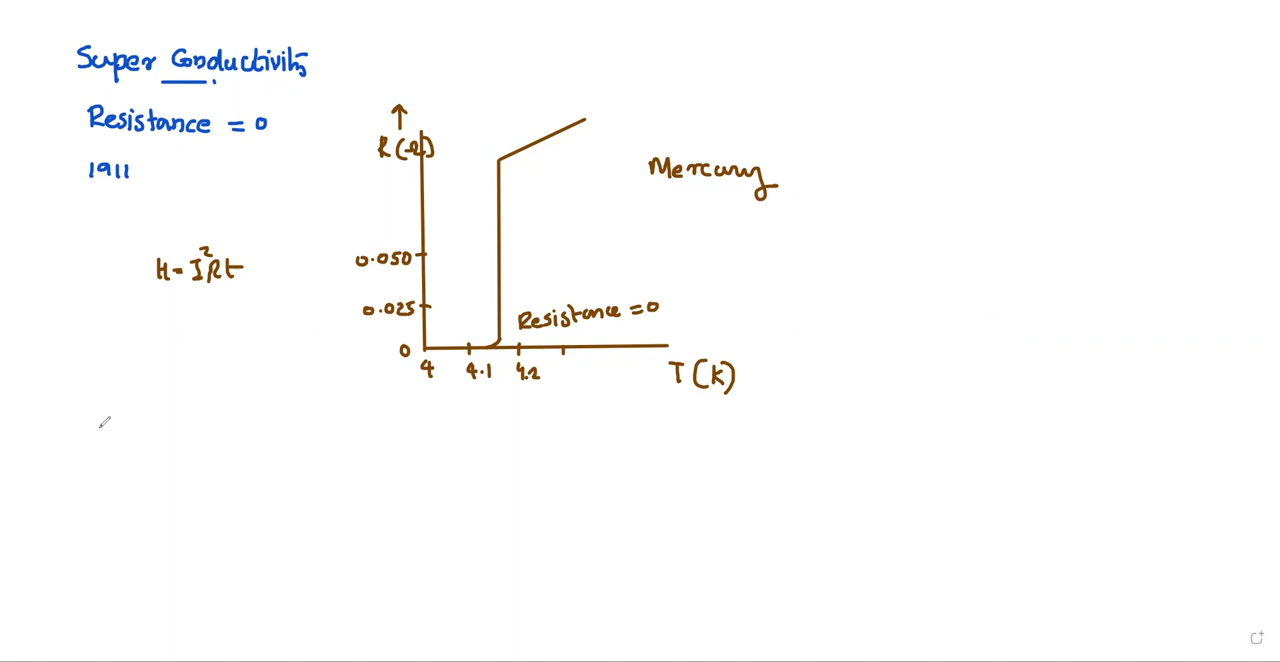 Super Conductivity
Resistance = 0
1911
H = I²Rt
R (Ω)
Mercury
0.050
0.025
Resistance = 0
0
4 4.1 4.2
T (K)